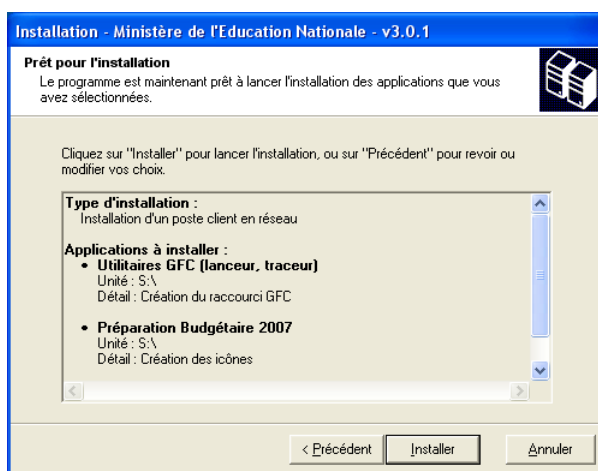 Installation - Ministère de l'Education Nationale - v3.0.1
Prêt pour l'installation
Le programme est maintenant prêt à lancer l'installation des applications que vous
avez sélectionnées.
Cliquez sur "Installer" pour lancer l'installation, ou sur "Précédent" pour revoir ou
modifier vos choix.
Type d'installation :
Installation d'un poste client en réseau
Applications à installer :
• Utilitaires GFC (lanceur, traceur)
Unité : S:\
Détail : Création du raccourci GFC
• Préparation Budgétaire 2007
Unité : S:\
Détail : Création des icônes
< Précédent Installer Annuler